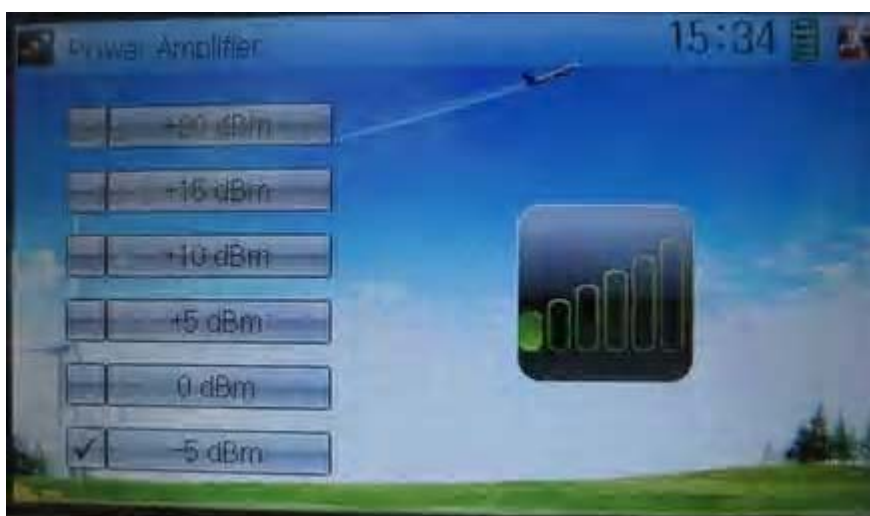 Power Amplifier
15:34
+20 dBm
+15 dBm
+10 dBm
+5 dBm
0 dBm
-5 dBm